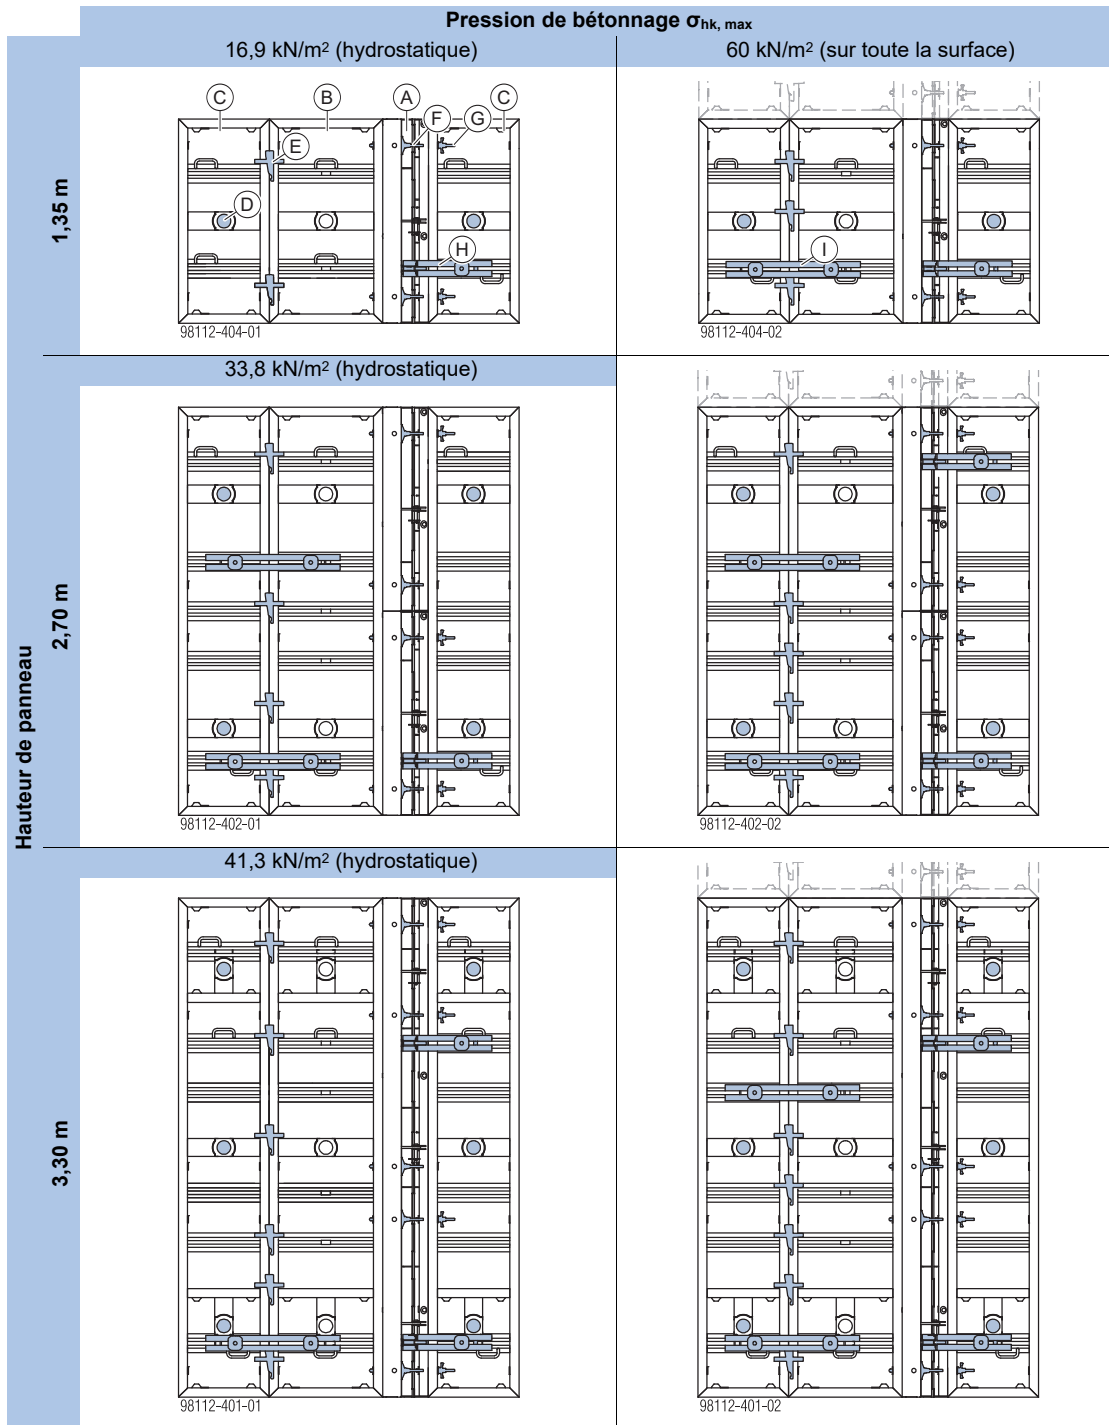 Pression de bétonnage σhk, max
16,9 kN/m² (hydrostatique)
60 kN/m² (sur toute la surface)
Hauteur de panneau
1,35 m
C
B
A
C
F
G
E
D
H
I
98112-404-01
98112-404-02
33,8 kN/m² (hydrostatique)
2,70 m
98112-402-01
98112-402-02
41,3 kN/m² (hydrostatique)
3,30 m
98112-401-01
98112-401-02